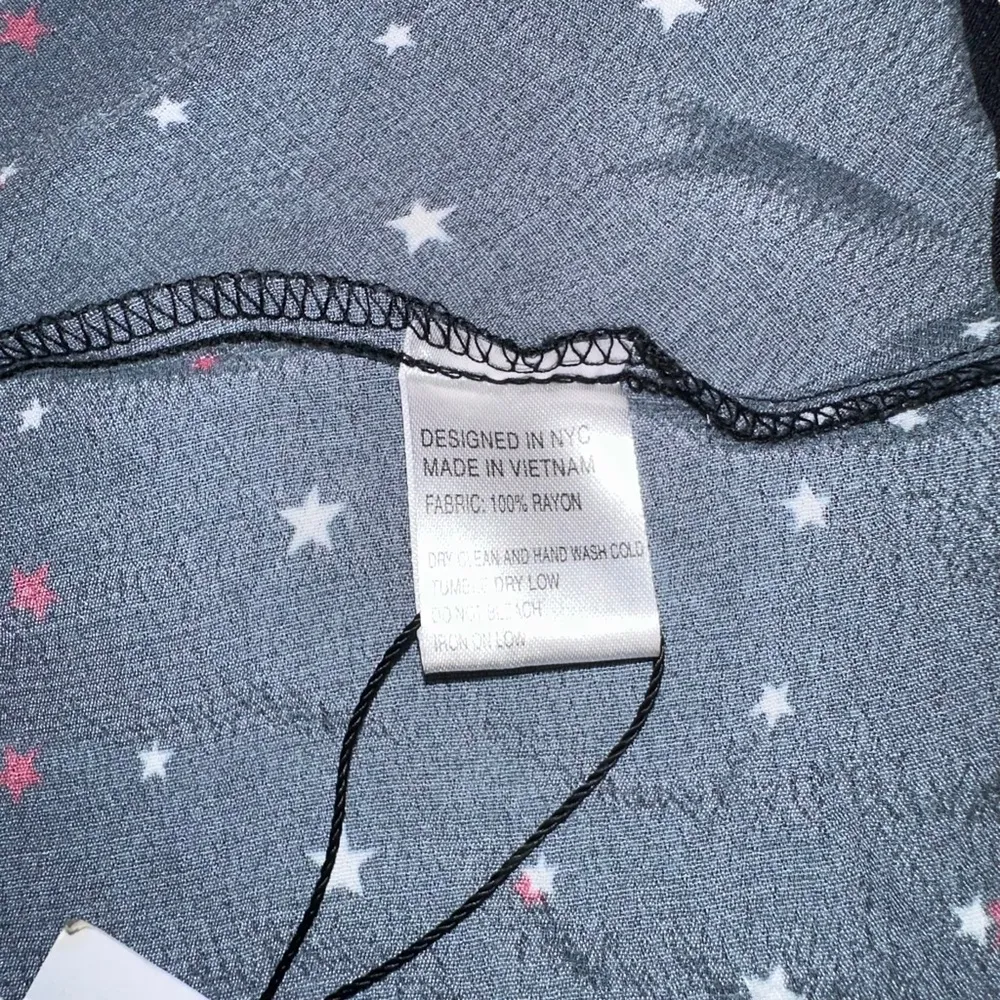 DESIGNED IN NYC
MADE IN VIETNAM
FABRIC: 100% RAYON
DRY CLEAN AND HAND WASH COLD
TUMBLE DRY LOW
DO NOT BLEACH
IRON ON LOW